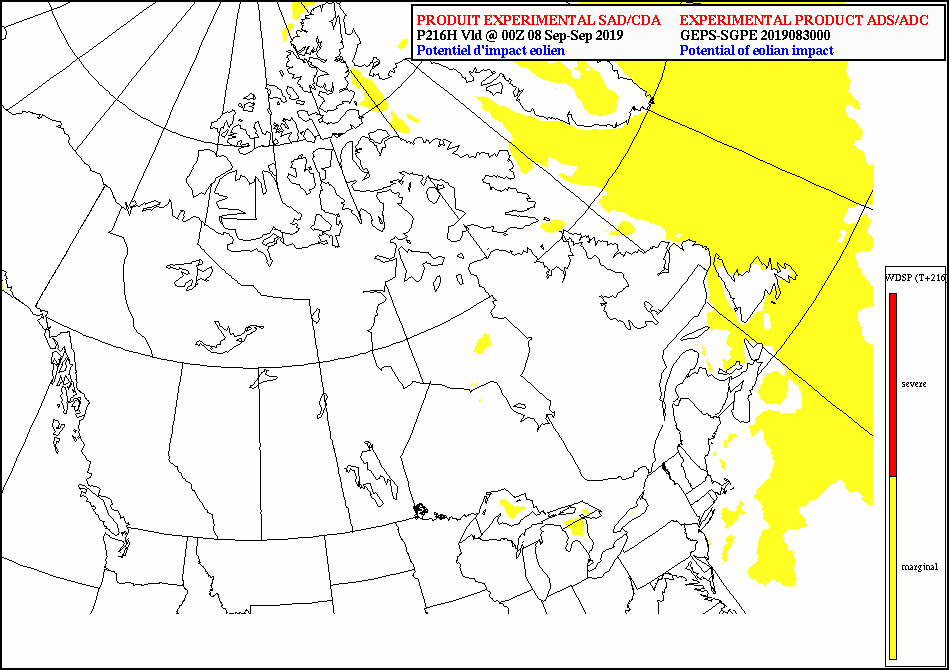 PRODUIT EXPERIMENTAL SAD/CDA EXPERIMENTAL PRODUCT ADS/ADC
P216H Vld @ 00Z 08 Sep-Sep 2019 GEPS-SGPE 2019083000
Potentiel d'impact eolien Potential of eolian impact
WDSP (T+216
severe
marginal